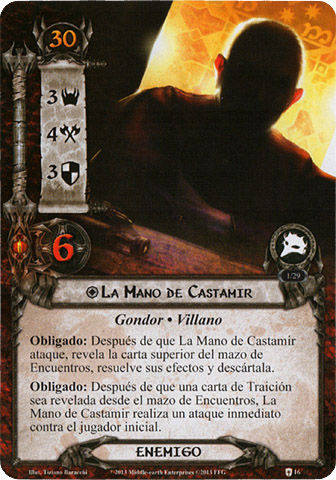 30
3
4
3
6
1/29
La Mano de Castamir
Gondor • Villano
Obligado: Después de que La Mano de Castamir
ataque, revela la carta superior del mazo de
Encuentros, resuelve sus efectos y descártala.
Obligado: Después de que una carta de Traición
sea revelada desde el mazo de Encuentros, La
Mano de Castamir realiza un ataque inmediato
contra el jugador inicial.
ENEMIGO
Illus. Tiziano Baracchi ©2013 Middle-earth Enterprises ©2013 FFG 16